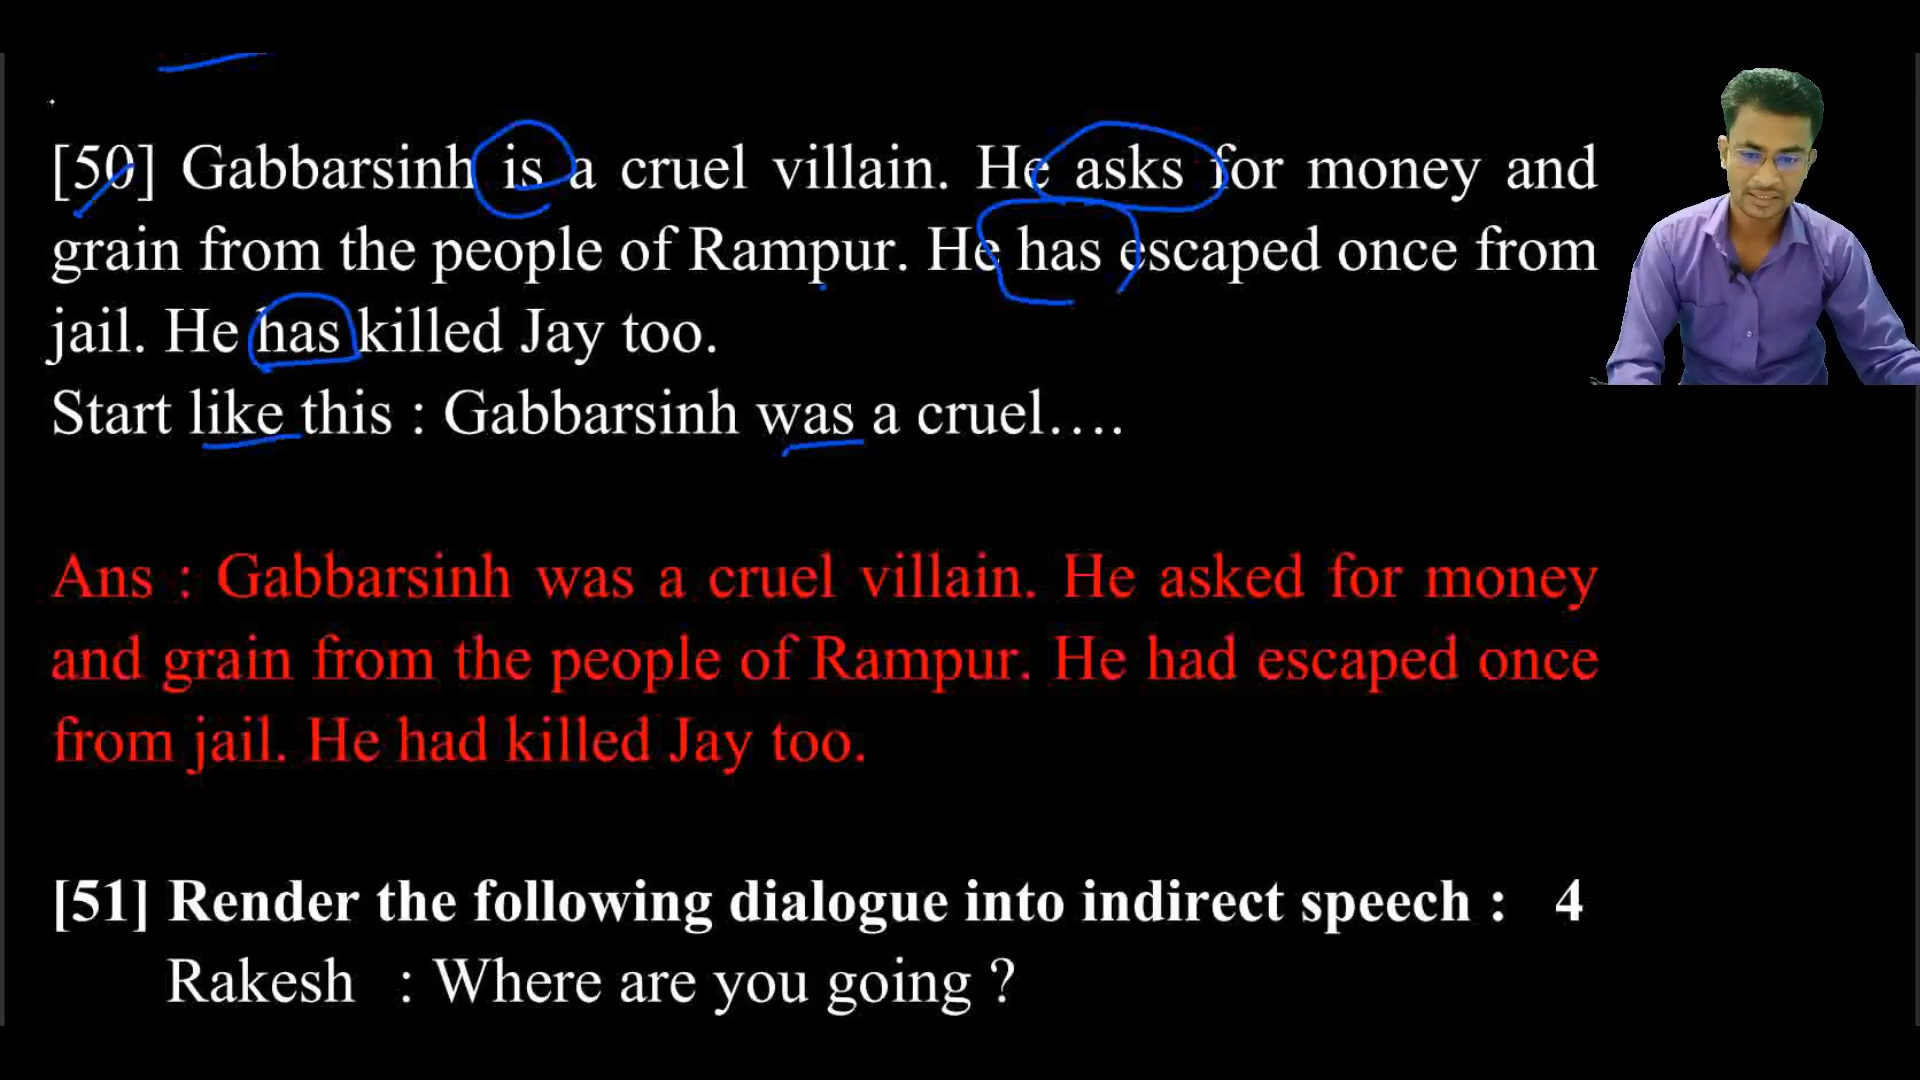 [50] Gabbarsinh is a cruel villain. He asks for money and
grain from the people of Rampur. He has escaped once from
jail. He has killed Jay too.
Start like this : Gabbarsinh was a cruel....
Ans : Gabbarsinh was a cruel villain. He asked for money
and grain from the people of Rampur. He had escaped once
from jail. He had killed Jay too.
[51] Render the following dialogue into indirect speech : 4
Rakesh : Where are you going ?